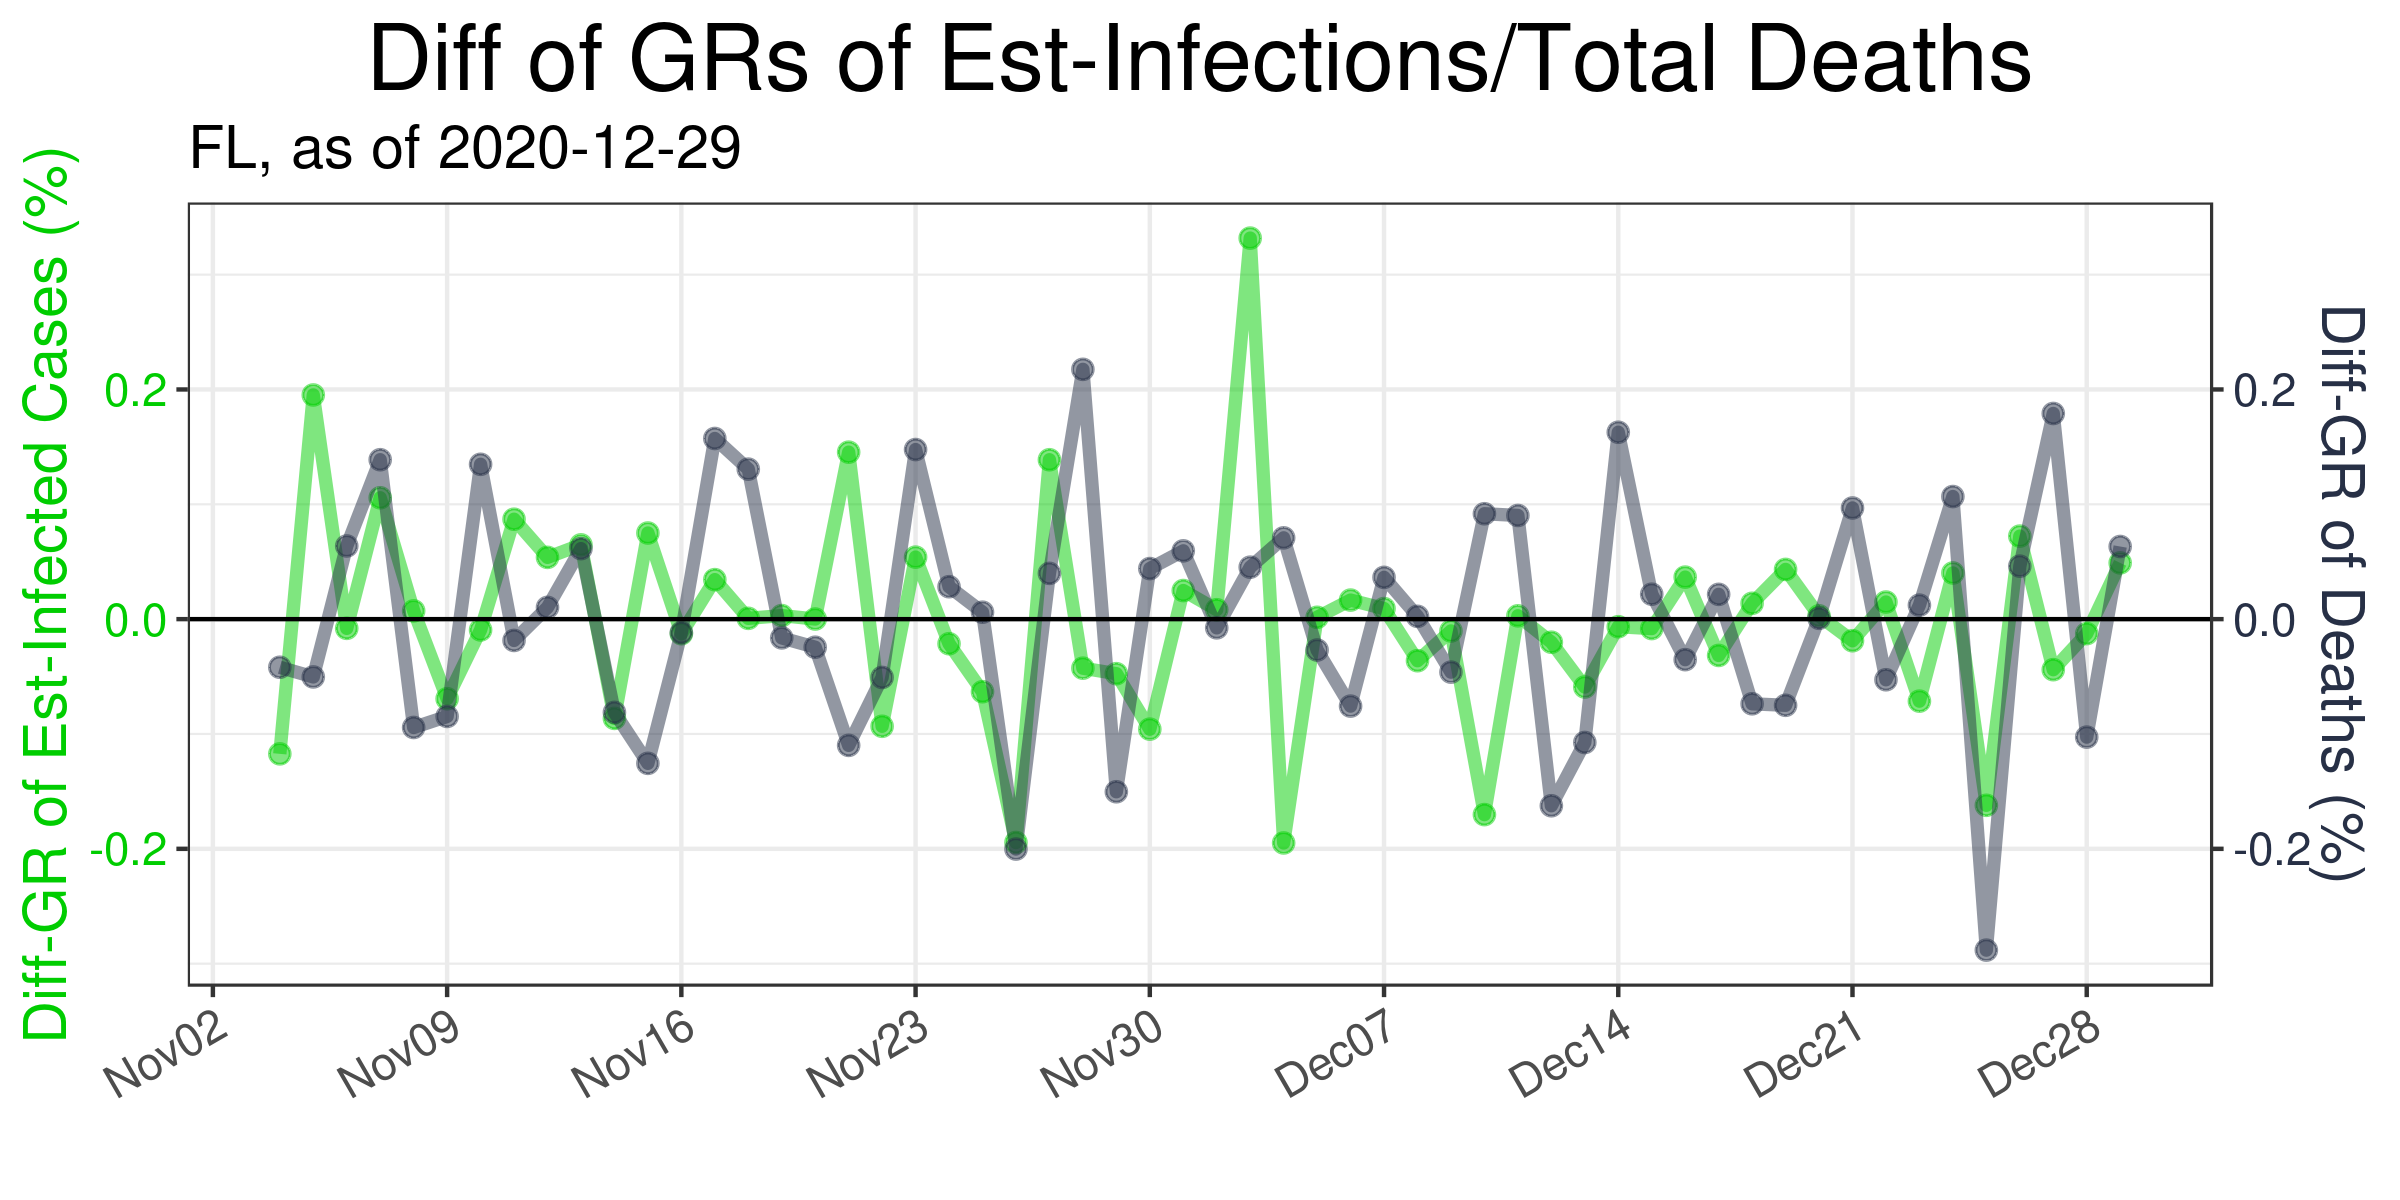 Diff of GRs of Est-Infections/Total Deaths
FL, as of 2020-12-29
Diff-GR of Est-Infected Cases (%)
0.2
0.0
-0.2
0.2
0.0
-0.2
Diff-GR of Deaths (%)
Nov02
Nov09
Nov16
Nov23
Nov30
Dec07
Dec14
Dec21
Dec28